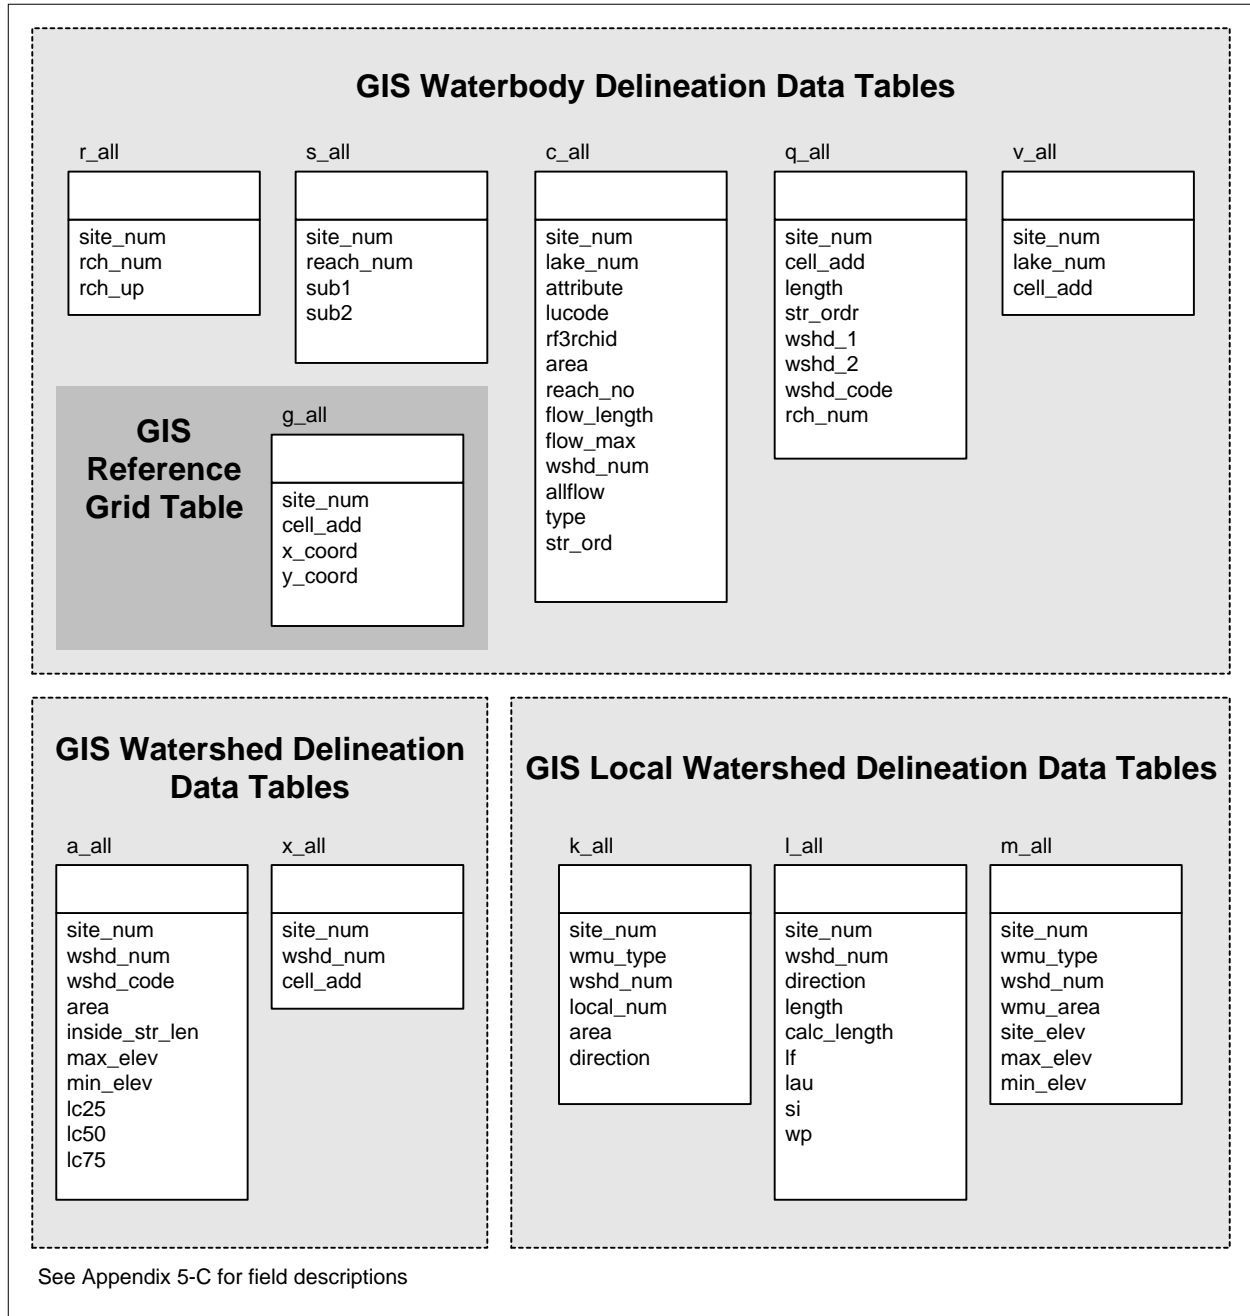 GIS Waterbody Delineation Data Tables
r_all
site_num
rch_num
rch_up
s_all
site_num
reach_num
sub1
sub2
c_all
site_num
lake_num
attribute
lucode
rf3rchid
area
reach_no
flow_length
flow_max
wshd_num
allflow
type
str_ord
q_all
site_num
cell_add
length
str_ordr
wshd_1
wshd_2
wshd_code
rch_num
v_all
site_num
lake_num
cell_add
GIS
Reference
Grid Table
g_all
site_num
cell_add
x_coord
y_coord
GIS Watershed Delineation
Data Tables
a_all
site_num
wshd_num
wshd_code
area
inside_str_len
max_elev
min_elev
lc25
lc50
lc75
x_all
site_num
wshd_num
cell_add
GIS Local Watershed Delineation Data Tables
k_all
site_num
wmu_type
wshd_num
local_num
area
direction
l_all
site_num
wshd_num
direction
length
calc_length
lf
lau
si
wp
m_all
site_num
wmu_type
wshd_num
wmu_area
site_elev
max_elev
min_elev
See Appendix 5-C for field descriptions